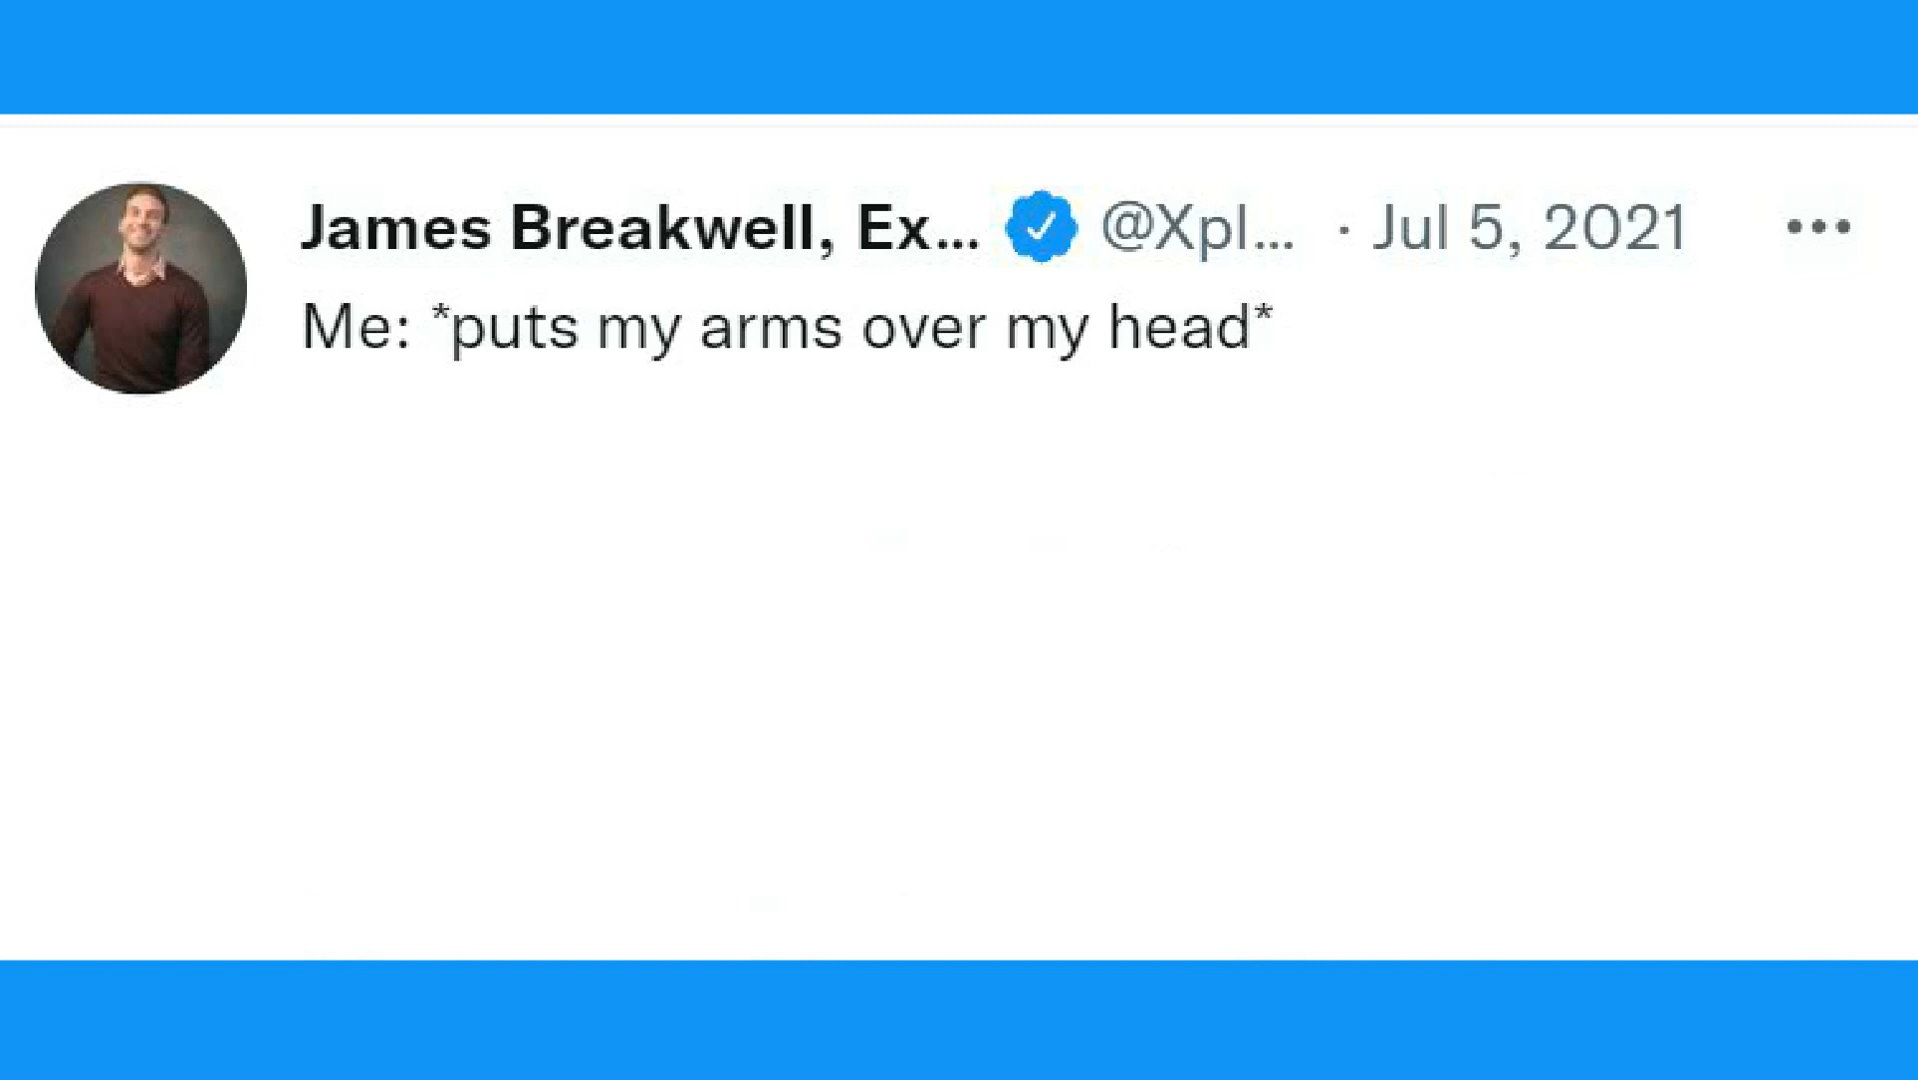 James Breakwell, Ex... @Xpl... · Jul 5, 2021
Me: *puts my arms over my head*